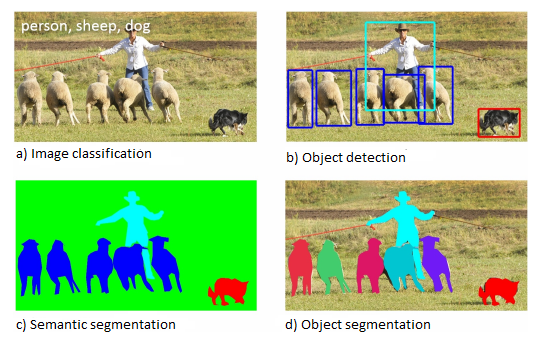 person, sheep, dog
a) Image classification
b) Object detection
c) Semantic segmentation
d) Object segmentation